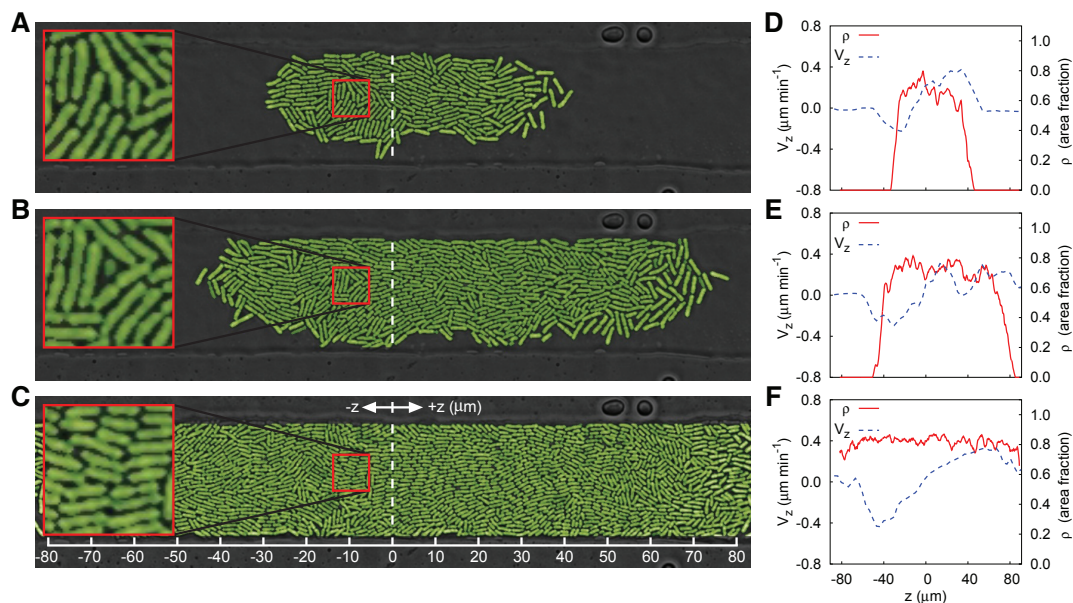 A
B
C
-z +z (μm)
-80 -70 -60 -50 -40 -30 -20 -10 0 10 20 30 40 50 60 70 80
D
0.8
0.4
0.0
-0.4
-0.8
V_z (μm min⁻¹)
ρ
V_z
1.0
0.8
0.6
0.4
0.2
0.0
ρ (area fraction)
E
0.8
0.4
0.0
-0.4
-0.8
V_z (μm min⁻¹)
ρ
V_z
1.0
0.8
0.6
0.4
0.2
0.0
ρ (area fraction)
F
0.8
0.4
0.0
-0.4
-0.8
V_z (μm min⁻¹)
ρ
V_z
1.0
0.8
0.6
0.4
0.2
0.0
ρ (area fraction)
-80 -40 0 40 80
z (μm)